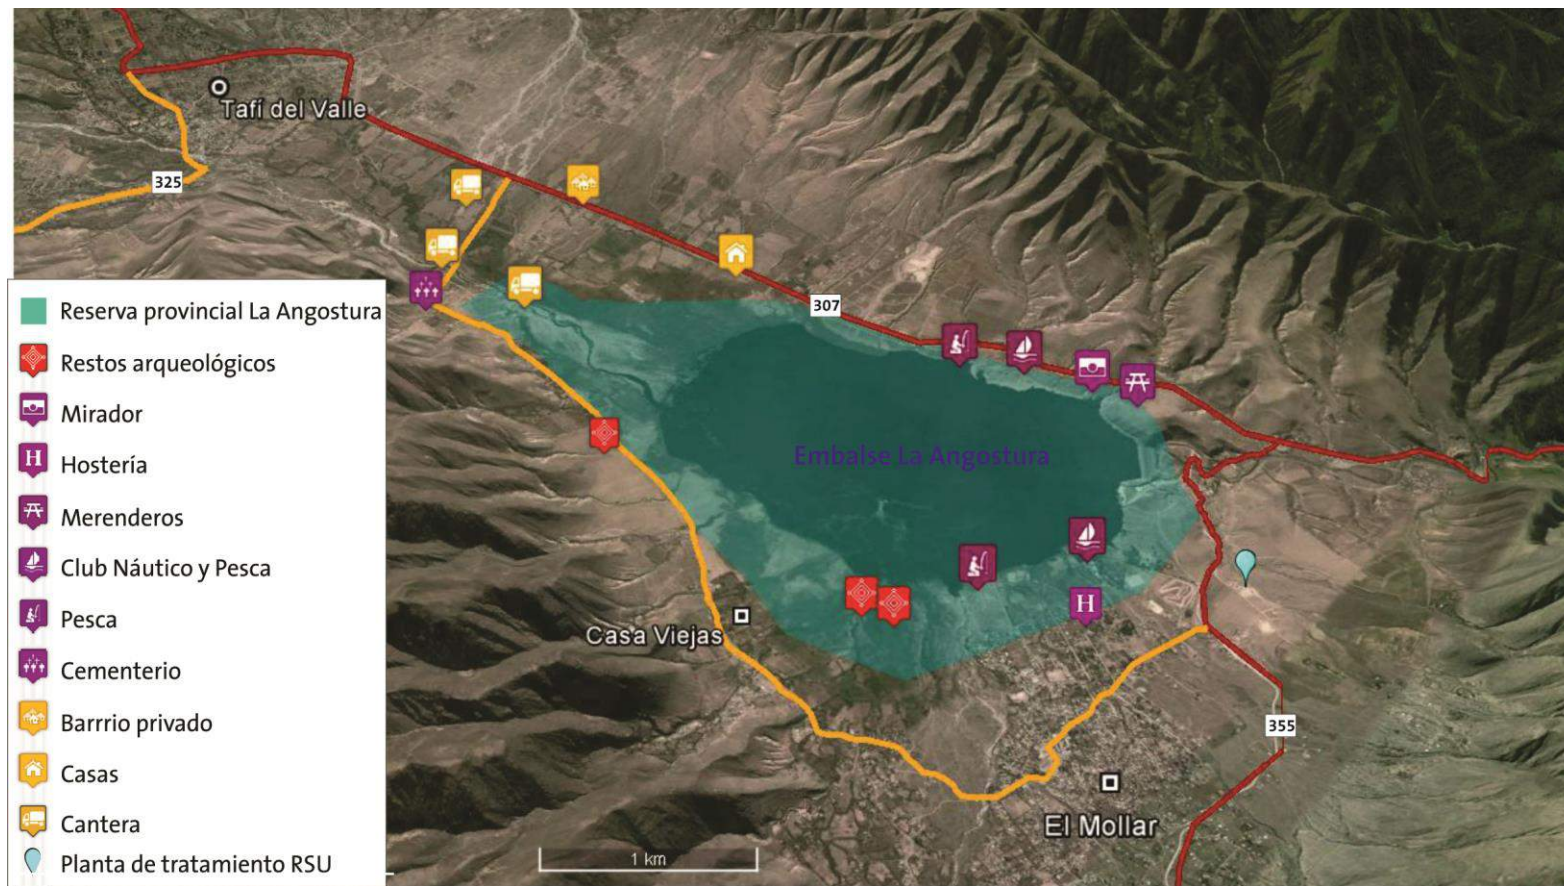 Tafí del Valle
325
307
Reserva provincial La Angostura
Restos arqueológicos
Mirador
H
Hostería
Merenderos
Club Náutico y Pesca
Pesca
Cementerio
Barrrio privado
Casas
Cantera
Planta de tratamiento RSU
Embalse La Angostura
H
Casa Viejas
355
El Mollar
1 km